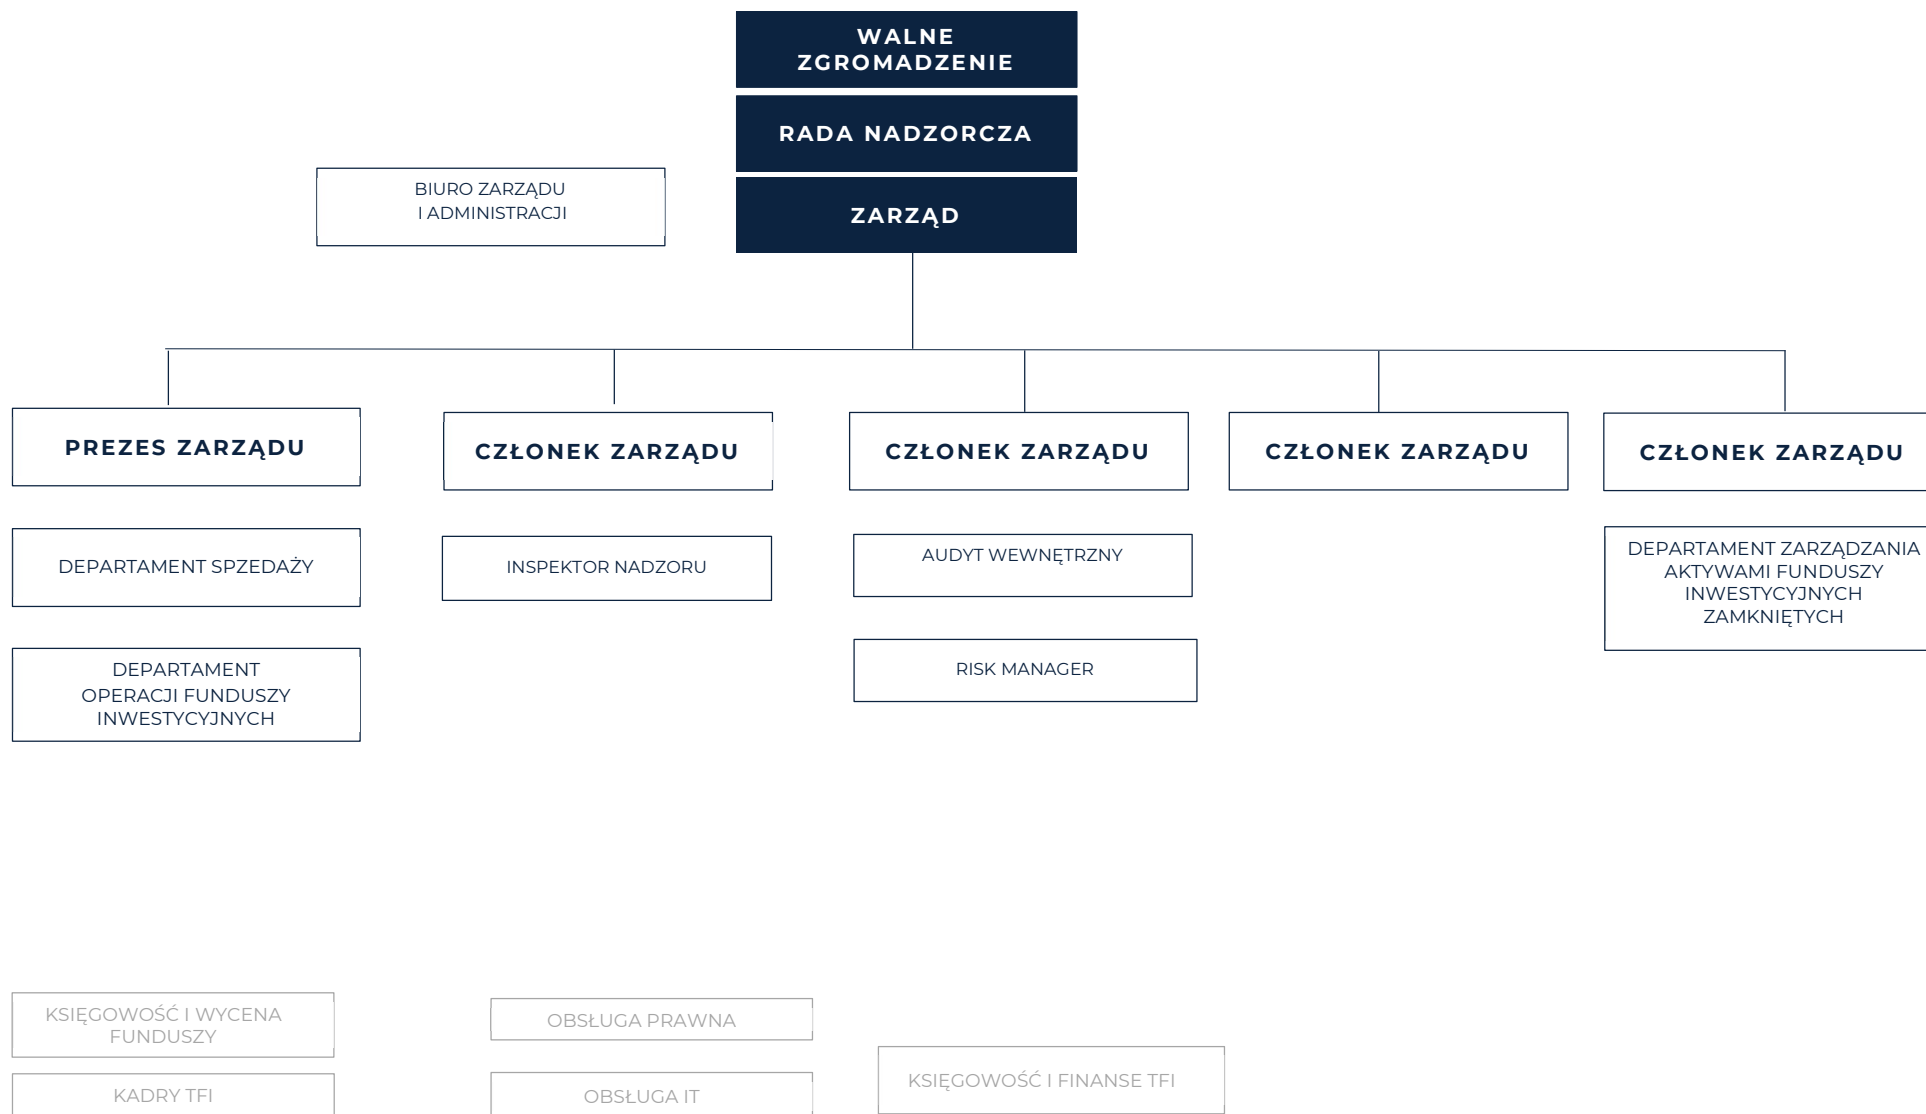 WALNE
ZGROMADZENIE
RADA NADZORCZA
BIURO ZARZĄDU
I ADMINISTRACJI
ZARZĄD
PREZES ZARZĄDU
CZŁONEK ZARZĄDU
CZŁONEK ZARZĄDU
CZŁONEK ZARZĄDU
CZŁONEK ZARZĄDU
DEPARTAMENT SPZEDAŻY
INSPEKTOR NADZORU
AUDYT WEWNĘTRZNY
DEPARTAMENT ZARZĄDZANIA
AKTYWAMI FUNDUSZY
INWESTYCYJNYCH
ZAMKNIĘTYCH
DEPARTAMENT
OPERACJI FUNDUSZY
INWESTYCYJNYCH
RISK MANAGER
KSIĘGOWOŚĆ I WYCENA
FUNDUSZY
OBSŁUGA PRAWNA
KSIĘGOWOŚĆ I FINANSE TFI
KADRY TFI
OBSŁUGA IT